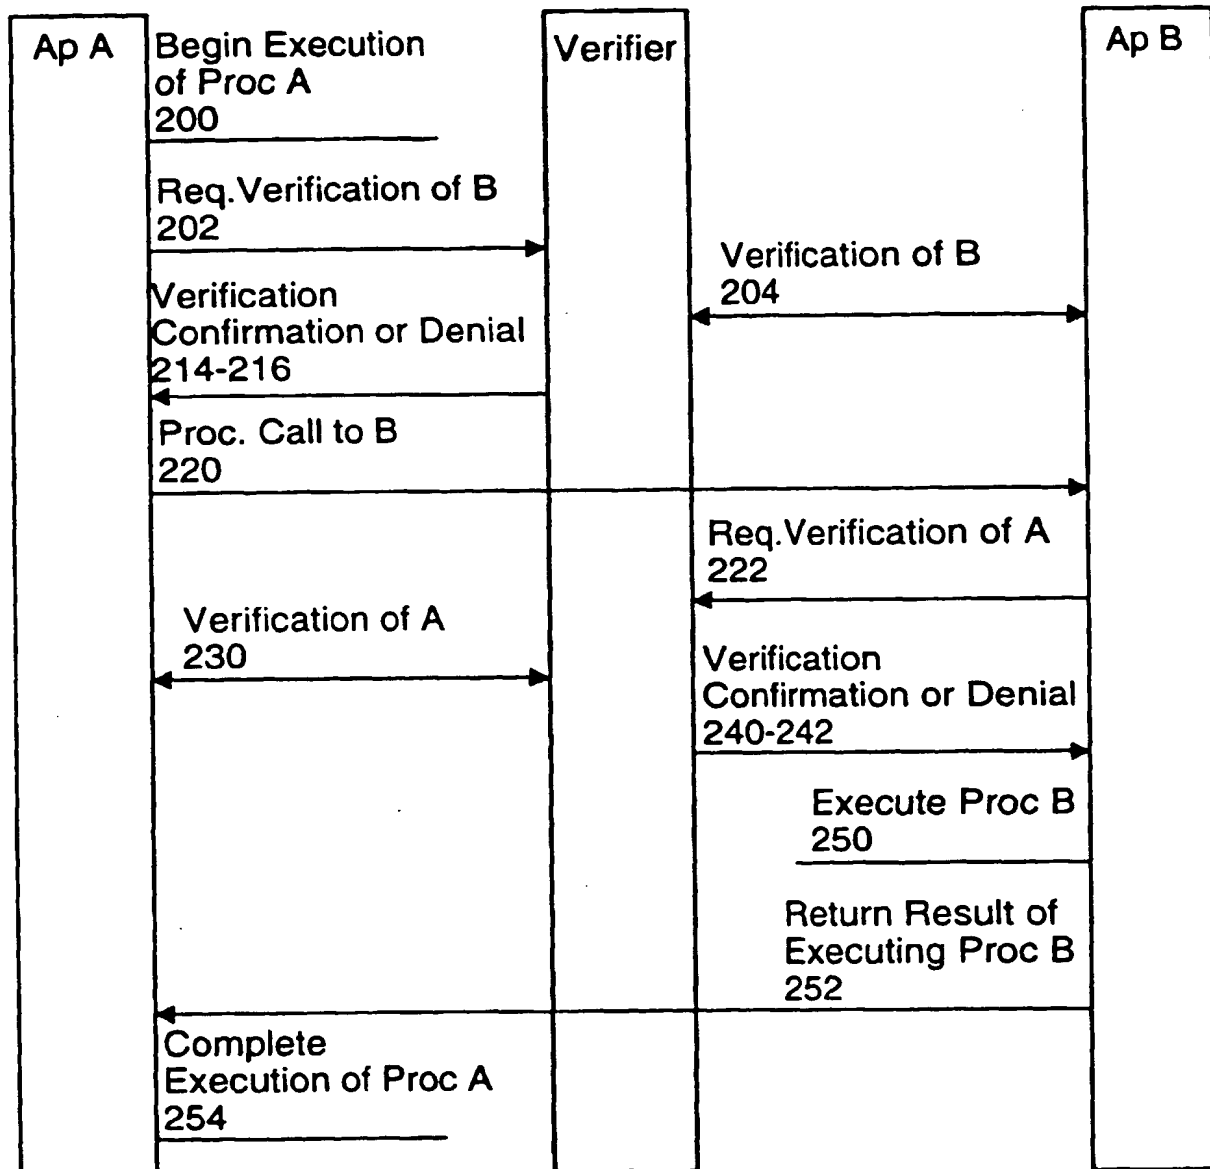 Ap A
Begin Execution
of Proc A
200
Verifier
Ap B
Req.Verification of B
202
Verification of B
204
Verification
Confirmation or Denial
214-216
Proc. Call to B
220
Req.Verification of A
222
Verification of A
230
Verification
Confirmation or Denial
240-242
Execute Proc B
250
Return Result of
Executing Proc B
252
Complete
Execution of Proc A
254